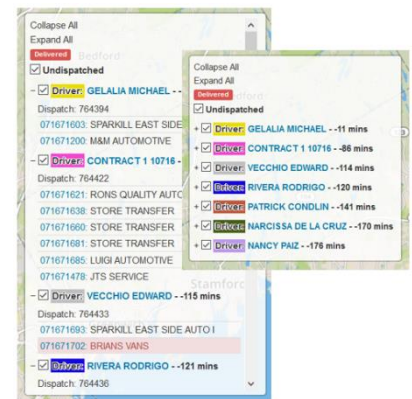 Collapse All
Expand All
Delivered
Undispatched
- Driver: GELALIA MICHAEL - -
Dispatch: 764394
071671603: SPARKILL EAST SIDE
071671200: M&M AUTOMOTIVE
- Driver: CONTRACT 1 10716 -
Dispatch: 764422
071671621: RONS QUALITY AUTO
071671638: STORE TRANSFER
071671660: STORE TRANSFER
071671681: STORE TRANSFER
071671685: LUIGI AUTOMOTIVE
071671478: JTS SERVICE
- Driver: VECCHIO EDWARD - -115 mins
Dispatch: 764433
071671693: SPARKILL EAST SIDE AUTO I
071671702: BRIANS VANS
- Driver: RIVERA RODRIGO - -121 mins
Dispatch: 764436
Bedford
Stamford
Collapse All
Expand All
Delivered
Undispatched
+ Driver: GELALIA MICHAEL - -11 mins
+ Driver: CONTRACT 1 10716 - -86 mins
+ Driver: VECCHIO EDWARD - -114 mins
+ Driver: RIVERA RODRIGO - -120 mins
+ Driver: PATRICK CONDLIN - -141 mins
+ Driver: NARCISSA DE LA CRUZ - -170 mins
+ Driver: NANCY PAIZ - -176 mins